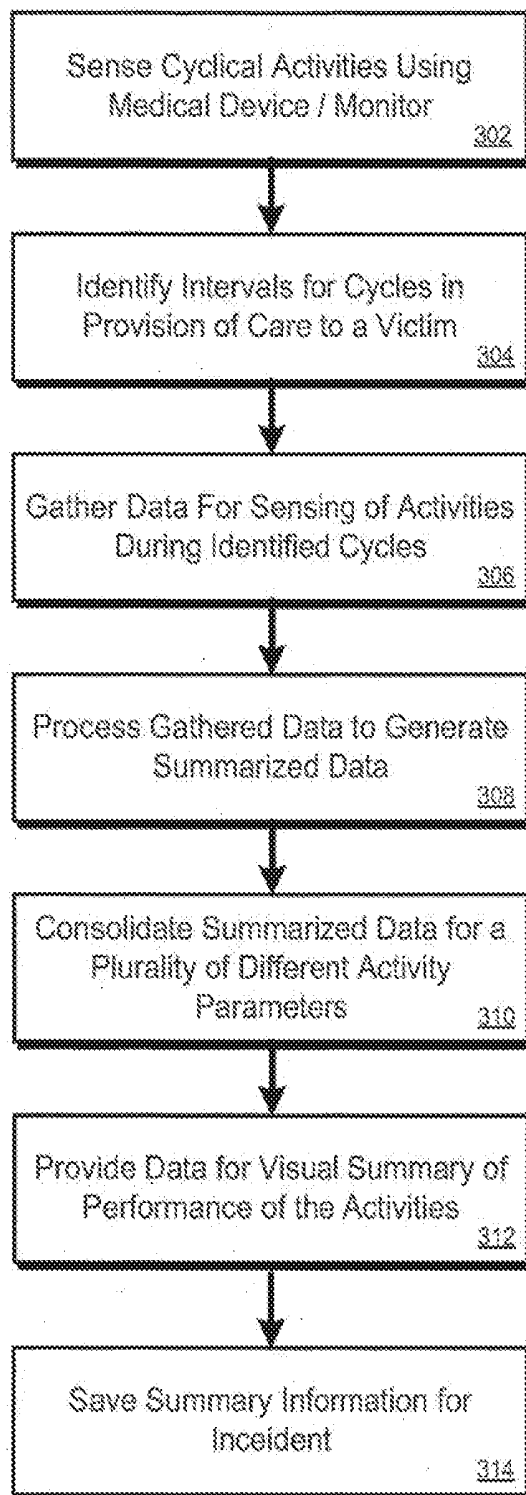 Sense Cyclical Activities Using
Medical Device / Monitor
302
Identify Intervals for Cycles in
Provision of Care to a Victim
304
Gather Data For Sensing of Activities
During Identified Cycles
306
Process Gathered Data to Generate
Summarized Data
308
Consolidate Summarized Data for a
Plurality of Different Activity
Parameters
310
Provide Data for Visual Summary of
Performance of the Activities
312
Save Summary Information for
Inceident
314